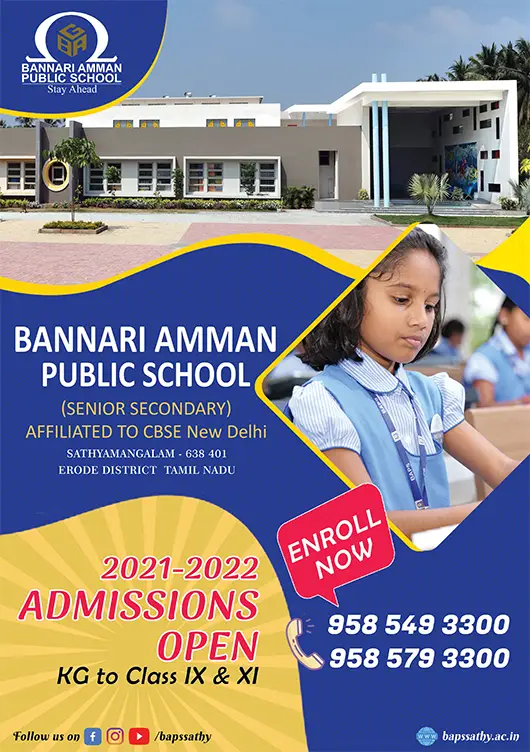 BANNARI AMMAN
PUBLIC SCHOOL
Stay Ahead
BANNARI AMMAN
PUBLIC SCHOOL
(SENIOR SECONDARY)
AFFILIATED TO CBSE New Delhi
SATHYAMANGALAM - 638 401
ERODE DISTRICT TAMIL NADU
ENROLL
NOW
2021-2022
ADMISSIONS
OPEN
KG to Class IX & XI
958 549 3300
958 579 3300
Follow us on /bapssathy
www.bapssathy.ac.in